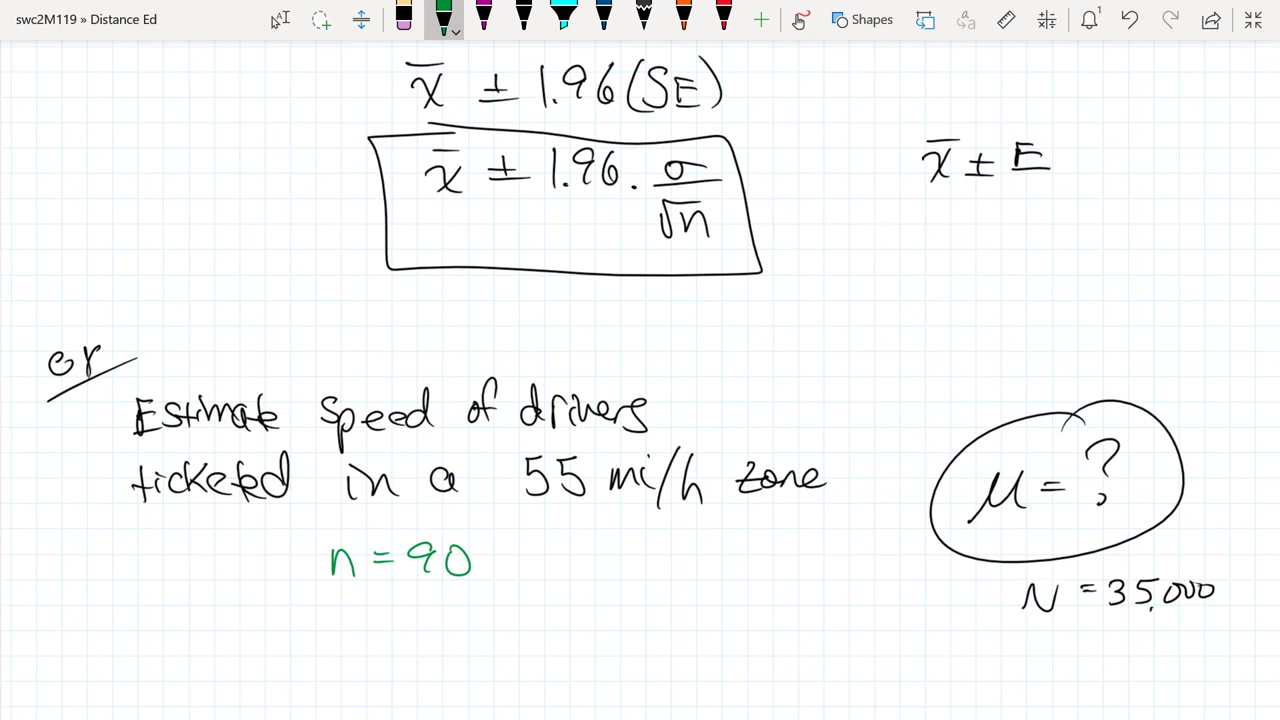 swc2M119 » Distance Ed
Shapes
x̄ ± 1.96(SE)
x̄ ± 1.96 · σ/√n
x̄ ± E
er
Estimate speed of drivers
ticketed in a 55 mi/h zone
n = 90
μ = ?
N = 35,000